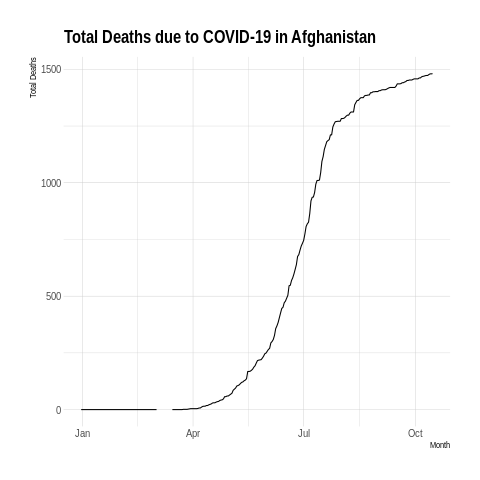 Total Deaths due to COVID-19 in Afghanistan
Total Deaths
1500
1000
500
0
Jan Apr Jul Oct
Month